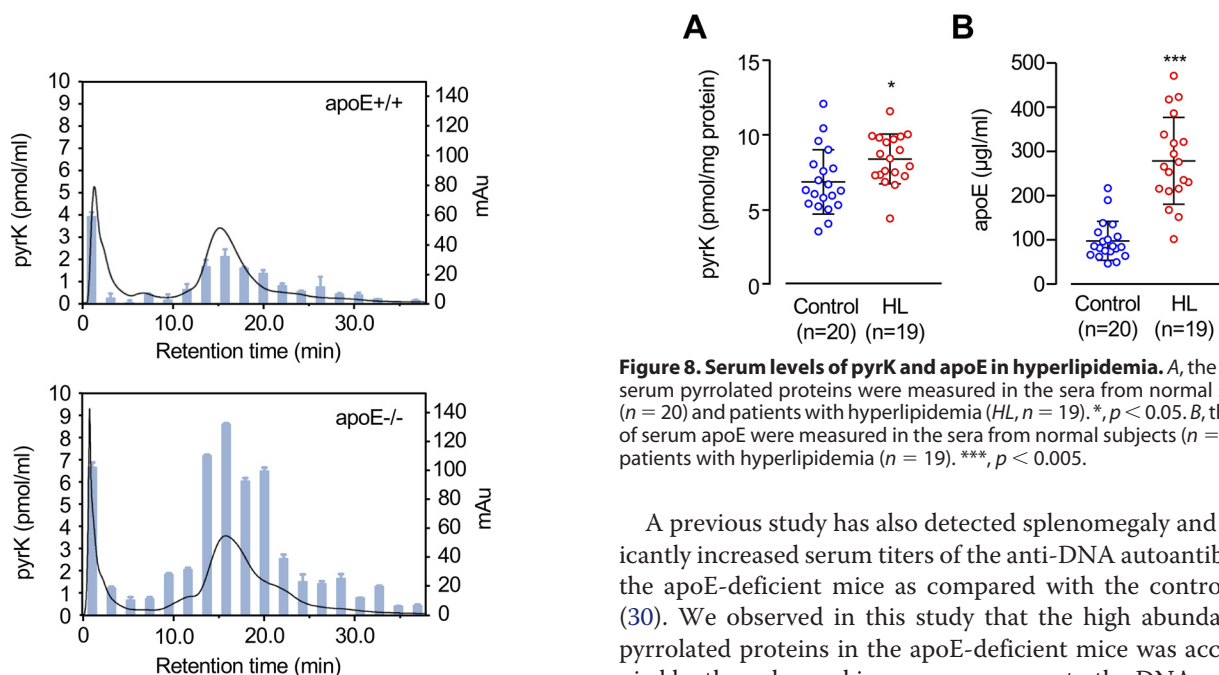 apoE+/+
10
9
8
7
6
5
4
3
2
1
0
pyrK (pmol/ml)
140
120
100
80
60
40
20
0
mAu
0 10.0 20.0 30.0
Retention time (min)
apoE-/-
10
9
8
7
6
5
4
3
2
1
0
pyrK (pmol/ml)
140
120
100
80
60
40
20
0
mAu
0 10.0 20.0 30.0
Retention time (min)
A
15
10
5
0
pyrK (pmol/mg protein)
*
Control HL
(n=20) (n=19)
B
500
400
300
200
100
0
apoE (μgl/ml)
***
Control HL
(n=20) (n=19)
Figure 8. Serum levels of pyrK and apoE in hyperlipidemia. A, the
serum pyrrolated proteins were measured in the sera from normal
(n = 20) and patients with hyperlipidemia (HL, n = 19). *, p < 0.05. B, th
of serum apoE were measured in the sera from normal subjects (n =
patients with hyperlipidemia (n = 19). ***, p < 0.005.
A previous study has also detected splenomegaly and
icantly increased serum titers of the anti-DNA autoantib
the apoE-deficient mice as compared with the control
(30). We observed in this study that the high abunda
pyrrolated proteins in the apoE-deficient mice was acc